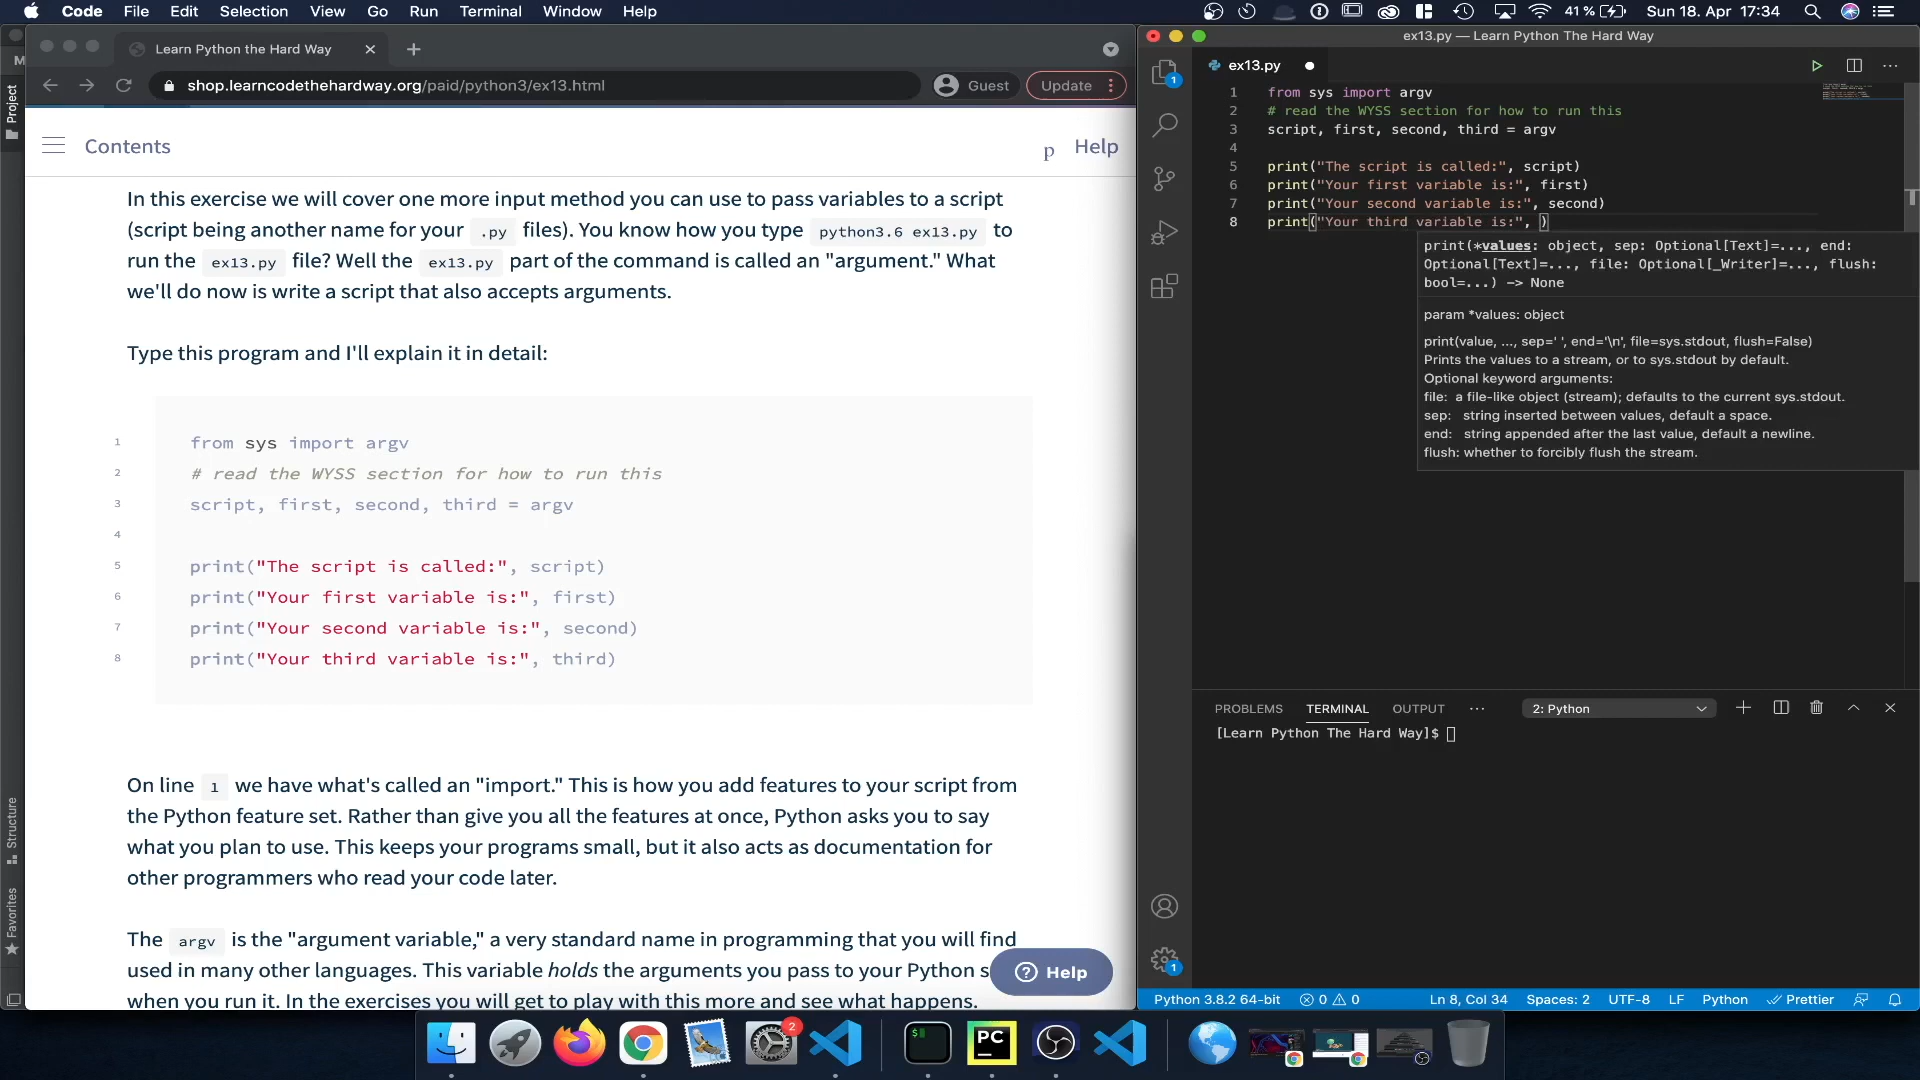 Code File Edit Selection View Go Run Terminal Window Help
41 % Sun 18. Apr 17:34
Learn Python the Hard Way
shop.learncodethehardway.org/paid/python3/ex13.html
Guest
Update
M
Project
Structure
Favorites
Contents
p Help
In this exercise we will cover one more input method you can use to pass variables to a script
(script being another name for your .py files). You know how you type python3.6 ex13.py to
run the ex13.py file? Well the ex13.py part of the command is called an "argument." What
we'll do now is write a script that also accepts arguments.
Type this program and I'll explain it in detail:
1 from sys import argv
2 # read the WYSS section for how to run this
3 script, first, second, third = argv
4
5 print("The script is called:", script)
6 print("Your first variable is:", first)
7 print("Your second variable is:", second)
8 print("Your third variable is:", third)
On line 1 we have what's called an "import." This is how you add features to your script from
the Python feature set. Rather than give you all the features at once, Python asks you to say
what you plan to use. This keeps your programs small, but it also acts as documentation for
other programmers who read your code later.
The argv is the "argument variable," a very standard name in programming that you will find
used in many other languages. This variable holds the arguments you pass to your Python s
when you run it. In the exercises you will get to play with this more and see what happens.
Help
ex13.py — Learn Python The Hard Way
ex13.py
1
1 from sys import argv
2 # read the WYSS section for how to run this
3 script, first, second, third = argv
4
5 print("The script is called:", script)
6 print("Your first variable is:", first)
7 print("Your second variable is:", second)
8 print("Your third variable is:", )
print(*values: object, sep: Optional[Text]=..., end:
Optional[Text]=..., file: Optional[_Writer]=..., flush:
bool=...) -> None
param *values: object
print(value, ..., sep=' ', end='\n', file=sys.stdout, flush=False)
Prints the values to a stream, or to sys.stdout by default.
Optional keyword arguments:
file: a file-like object (stream); defaults to the current sys.stdout.
sep: string inserted between values, default a space.
end: string appended after the last value, default a newline.
flush: whether to forcibly flush the stream.
PROBLEMS TERMINAL OUTPUT ··· 2: Python
[Learn Python The Hard Way]$
1
Python 3.8.2 64-bit 0 0 Ln 8, Col 34 Spaces: 2 UTF-8 LF Python Prettier
2
$
PC